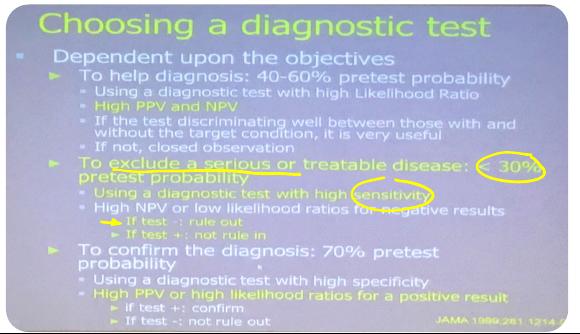 Choosing a diagnostic test
Dependent upon the objectives
To help diagnosis: 40-60% pretest probability
Using a diagnostic test with high Likelihood Ratio
High PPV and NPV
If the test discriminating well between those with and
without the target condition, it is very useful
If not, closed observation
To exclude a serious or treatable disease: < 30%
pretest probability
Using a diagnostic test with high sensitivity
High NPV or low likelihood ratios for negative results
If test -: rule out
If test +: not rule in
To confirm the diagnosis: 70% pretest
probability
Using a diagnostic test with high specificity
High PPV or high likelihood ratios for a positive result
if test +: confirm
If test -: not rule out
JAMA 1999;281:1214